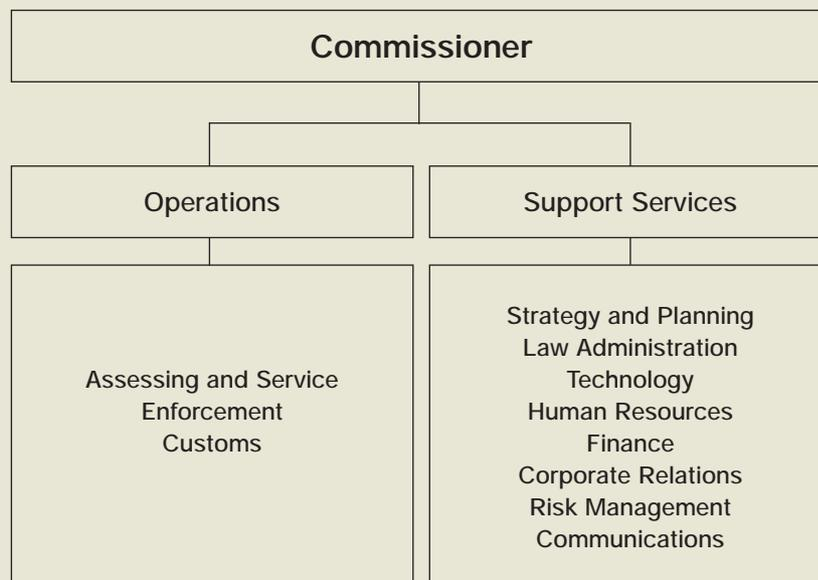 Commissioner
Operations
Support Services
Assessing and Service
Enforcement
Customs
Strategy and Planning
Law Administration
Technology
Human Resources
Finance
Corporate Relations
Risk Management
Communications